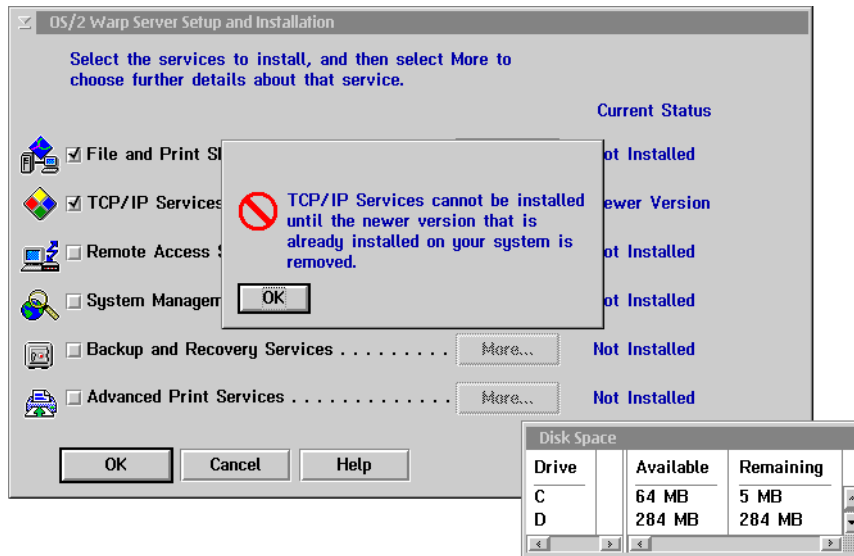 OS/2 Warp Server Setup and Installation
Select the services to install, and then select More to
choose further details about that service.
Current Status
File and Print
ot Installed
TCP/IP Services
ewer Version
Remote Access
ot Installed
System Managem
ot Installed
TCP/IP Services cannot be installed
until the newer version that is
already installed on your system is
removed.
OK
Backup and Recovery Services . . . . . . . . . More... Not Installed
Advanced Print Services . . . . . . . . . . . . . More... Not Installed
OK Cancel Help
Disk Space
Drive Available Remaining
C 64 MB 5 MB
D 284 MB 284 MB